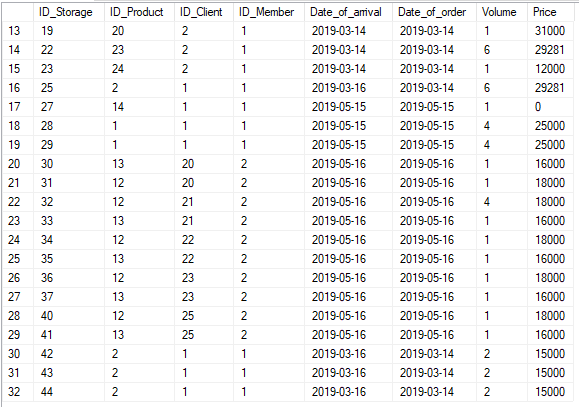 ID_Storage ID_Product ID_Client ID_Member Date_of_arrival Date_of_order Volume Price
13 19 20 2 1 2019-03-14 2019-03-14 1 31000
14 22 23 2 1 2019-03-14 2019-03-14 6 29281
15 23 24 2 1 2019-03-14 2019-03-14 1 12000
16 25 2 1 1 2019-03-16 2019-03-14 6 29281
17 27 14 1 1 2019-05-15 2019-05-15 1 0
18 28 1 1 1 2019-05-15 2019-05-15 4 25000
19 29 1 1 1 2019-05-15 2019-05-15 4 25000
20 30 13 20 2 2019-05-16 2019-05-16 1 16000
21 31 12 20 2 2019-05-16 2019-05-16 1 18000
22 32 12 21 2 2019-05-16 2019-05-16 4 18000
23 33 13 21 2 2019-05-16 2019-05-16 1 16000
24 34 12 22 2 2019-05-16 2019-05-16 1 18000
25 35 13 22 2 2019-05-16 2019-05-16 1 16000
26 36 12 23 2 2019-05-16 2019-05-16 1 18000
27 37 13 23 2 2019-05-16 2019-05-16 1 16000
28 40 12 25 2 2019-05-16 2019-05-16 1 18000
29 41 13 25 2 2019-05-16 2019-05-16 1 16000
30 42 2 1 1 2019-03-16 2019-03-14 2 15000
31 43 2 1 1 2019-03-16 2019-03-14 2 15000
32 44 2 1 1 2019-03-16 2019-03-14 2 15000